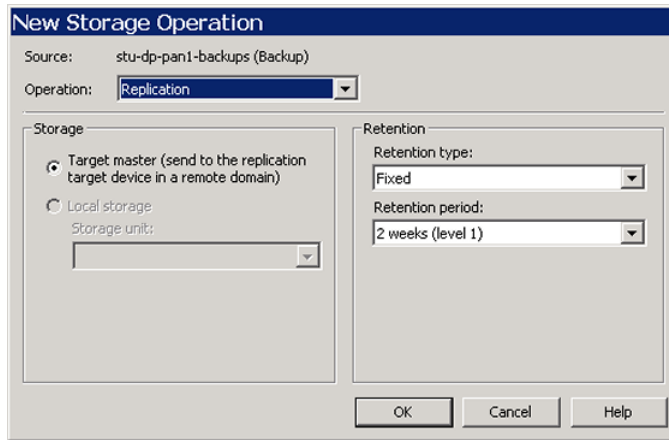 New Storage Operation
Source: stu-dp-pan1-backups (Backup)
Operation: Replication
Storage
Target master (send to the replication
target device in a remote domain)
Local storage
Storage unit:
Retention
Retention type:
Fixed
Retention period:
2 weeks (level 1)
OK Cancel Help